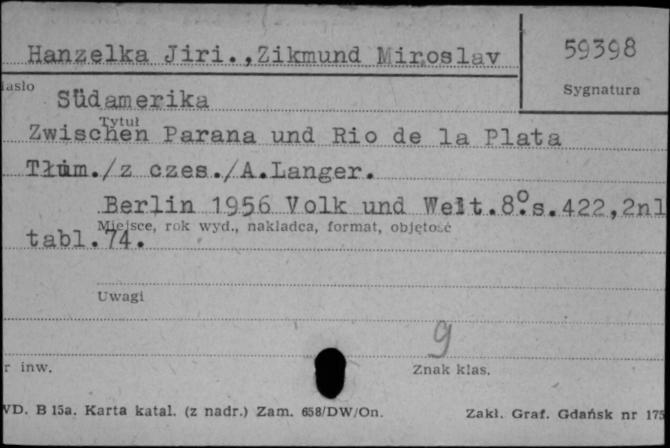 Hanzelka Jiri.,Zikmund Miroslav
59398
Sygnatura
Südamerika
Tytuł
Zwischen Parana und Rio de la Plata
Tłum./z czes./A.Langer.
Berlin 1956 Volk und Welt.8°.s.422,2nl
Miejsce, rok wyd., nakładca, format, objętość
tabl.74.
Uwagi
9
r inw.
Znak klas.
WD. B 15a. Karta katal. (z nadr.) Zam. 658/DW/On.
Zakł. Graf. Gdańsk nr 175